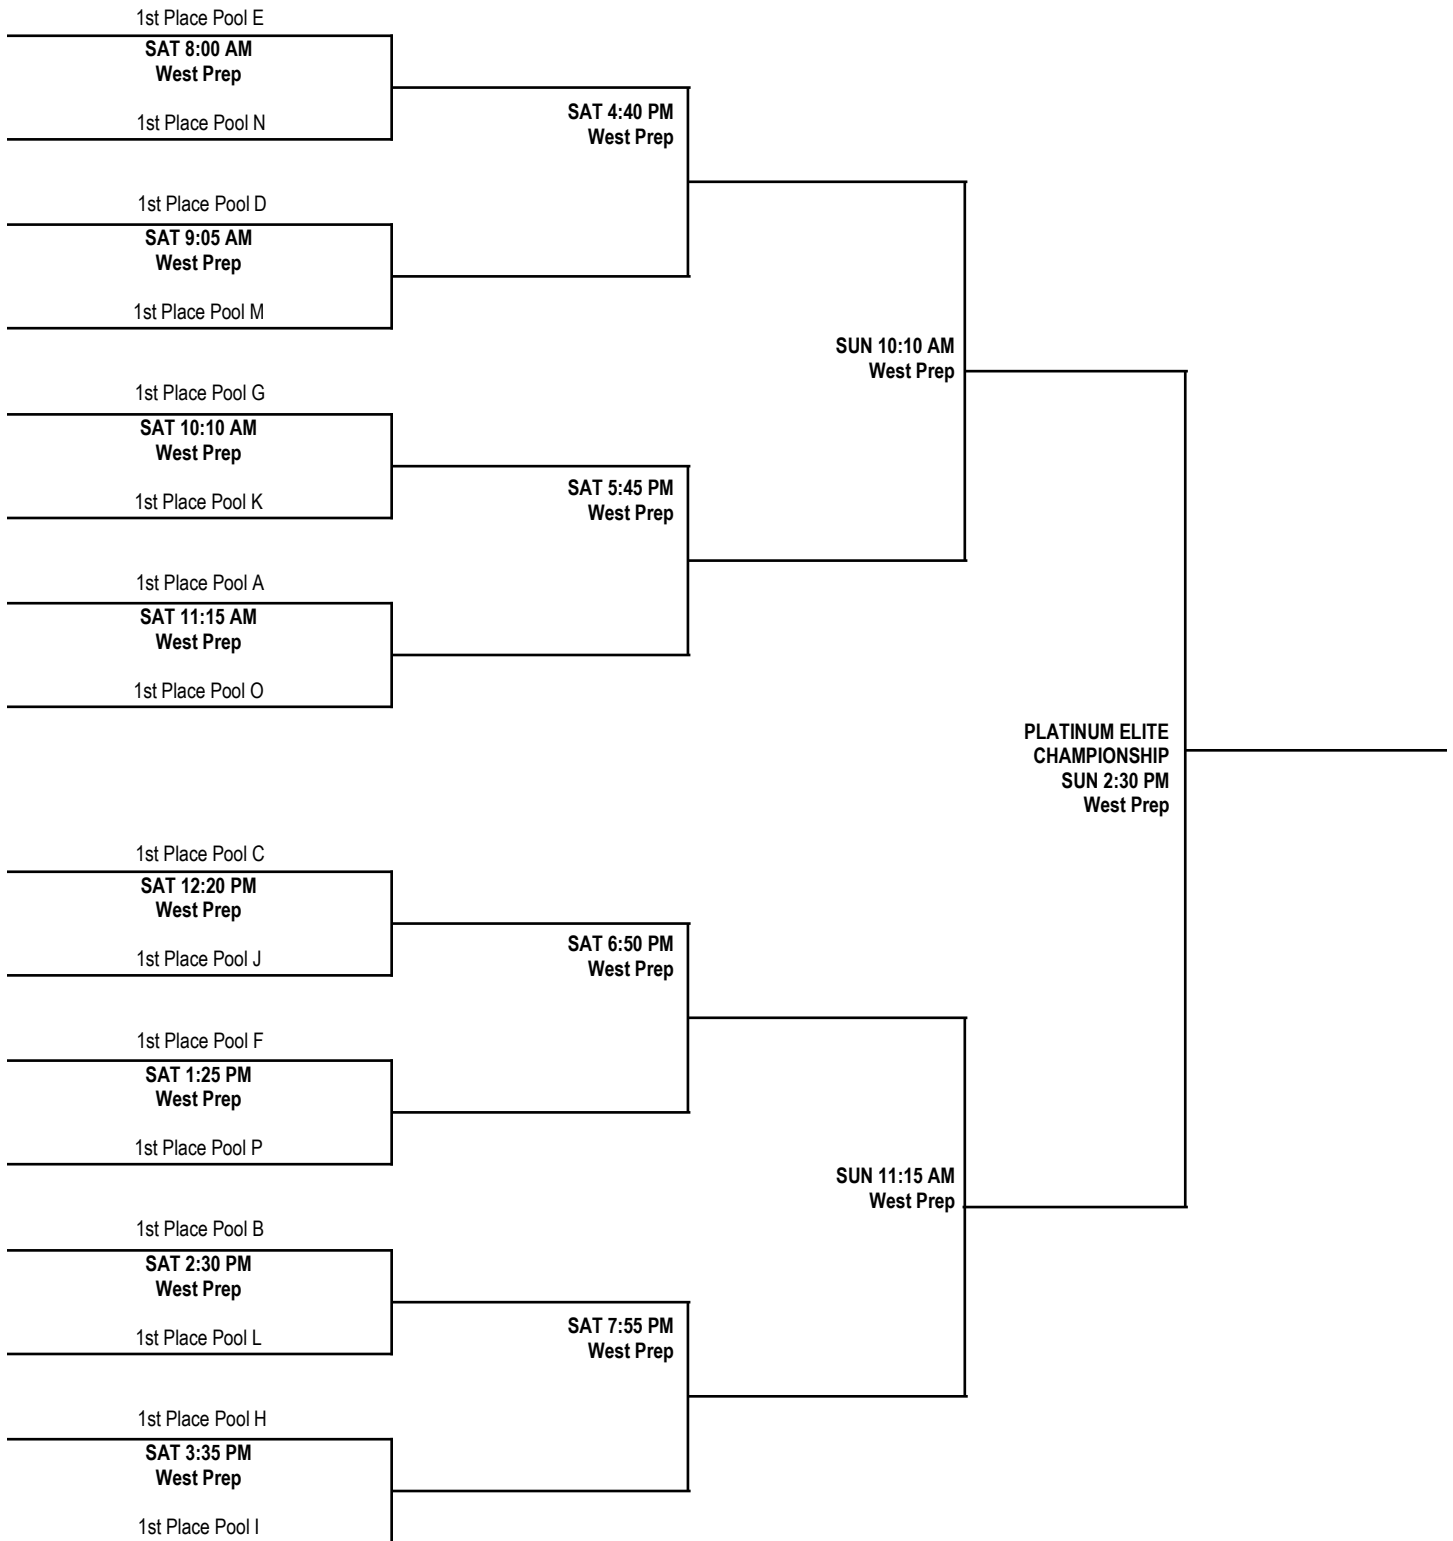 1st Place Pool E
SAT 8:00 AM
West Prep
1st Place Pool N
SAT 4:40 PM
West Prep
1st Place Pool D
SAT 9:05 AM
West Prep
1st Place Pool M
SUN 10:10 AM
West Prep
1st Place Pool G
SAT 10:10 AM
West Prep
1st Place Pool K
SAT 5:45 PM
West Prep
1st Place Pool A
SAT 11:15 AM
West Prep
1st Place Pool O
PLATINUM ELITE
CHAMPIONSHIP
SUN 2:30 PM
West Prep
1st Place Pool C
SAT 12:20 PM
West Prep
1st Place Pool J
SAT 6:50 PM
West Prep
1st Place Pool F
SAT 1:25 PM
West Prep
1st Place Pool P
SUN 11:15 AM
West Prep
1st Place Pool B
SAT 2:30 PM
West Prep
1st Place Pool L
SAT 7:55 PM
West Prep
1st Place Pool H
SAT 3:35 PM
West Prep
1st Place Pool I